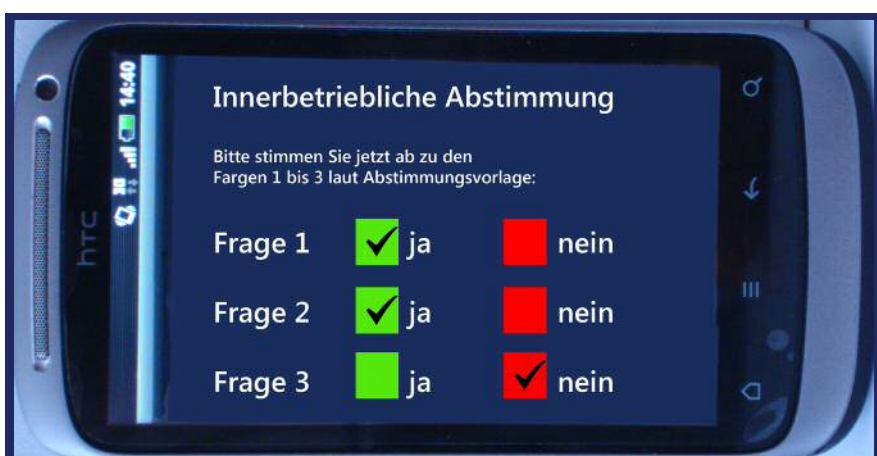 Innerbetriebliche Abstimmung
Bitte stimmen Sie jetzt ab zu den
Fargen 1 bis 3 laut Abstimmungsvorlage:
Frage 1 ja nein
Frage 2 ja nein
Frage 3 ja nein
hTC
3G 14:40